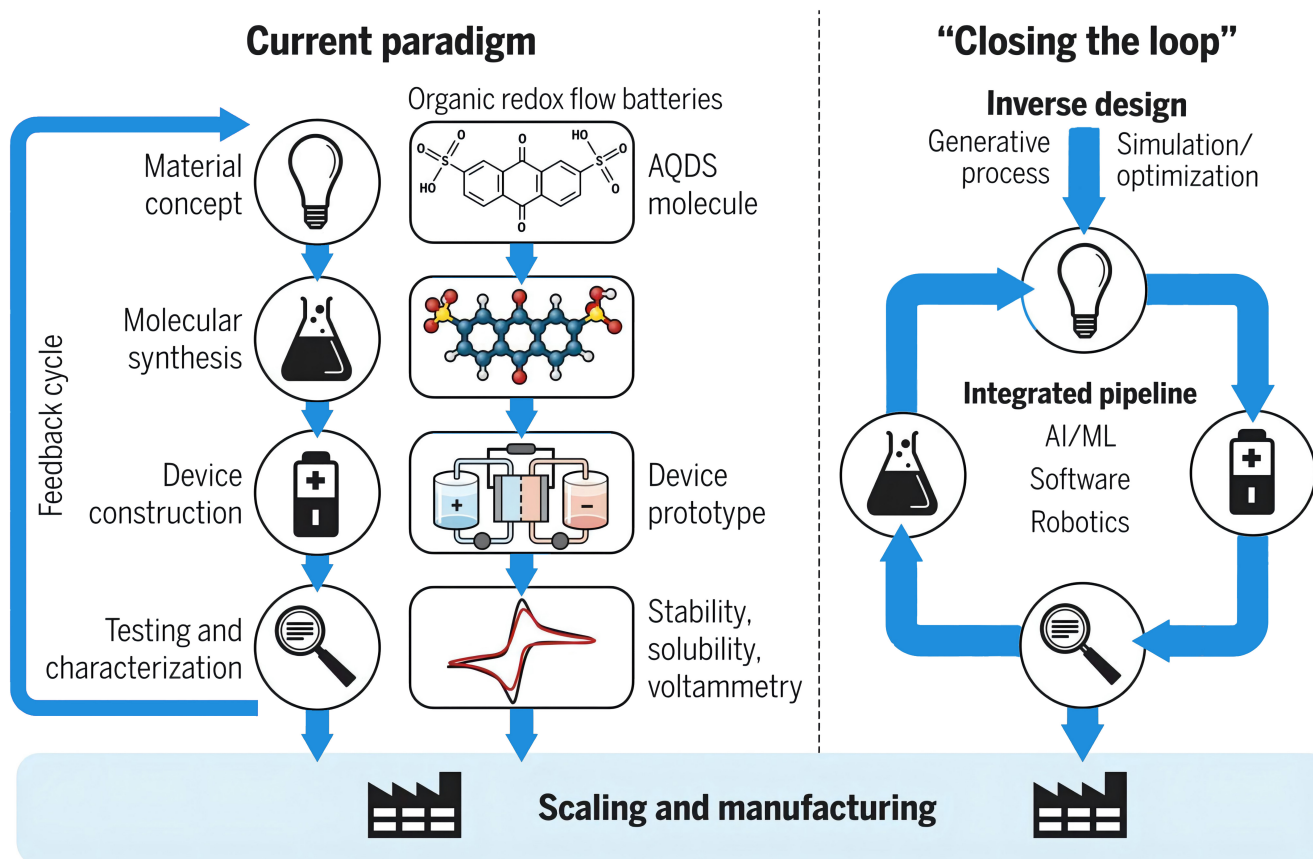 Current paradigm
Organic redox flow batteries
Feedback cycle
Material
concept
HO
O
O
S
O
O
O
S
O
O
HO
AQDS
molecule
Molecular
synthesis
Device
construction
+
-
+
−
Device
prototype
Testing and
characterization
Stability,
solubility,
voltammetry
“Closing the loop”
Inverse design
Generative
process
Simulation/
optimization
Integrated pipeline
AI/ML
Software
Robotics
+
-
Scaling and manufacturing